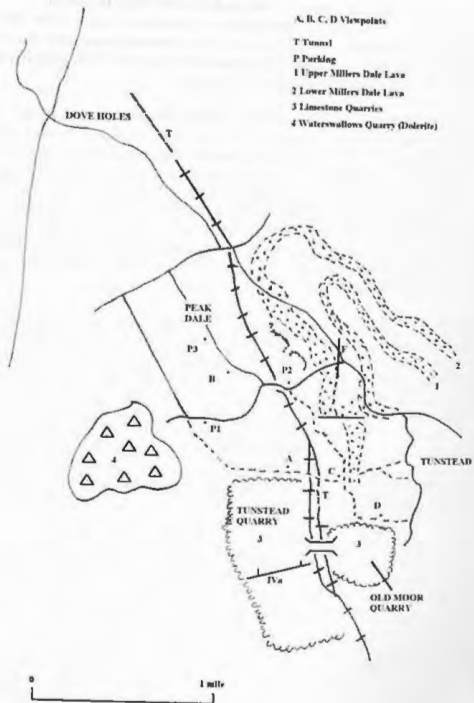 A, B, C, D Viewpoints
T Tunnel
P Parking
1 Upper Millers Dale Lava
2 Lower Millers Dale Lava
3 Limestone Quarries
4 Waterswallows Quarry (Dolerite)
T
DOVE HOLES
PEAK
DALE
P3
B
P2
F
2
1
P1
4
A
C
TUNSTEAD
TUNSTEAD
QUARRY
3
T
D
3
IVa
OLD MOOR
QUARRY
0
1 mile